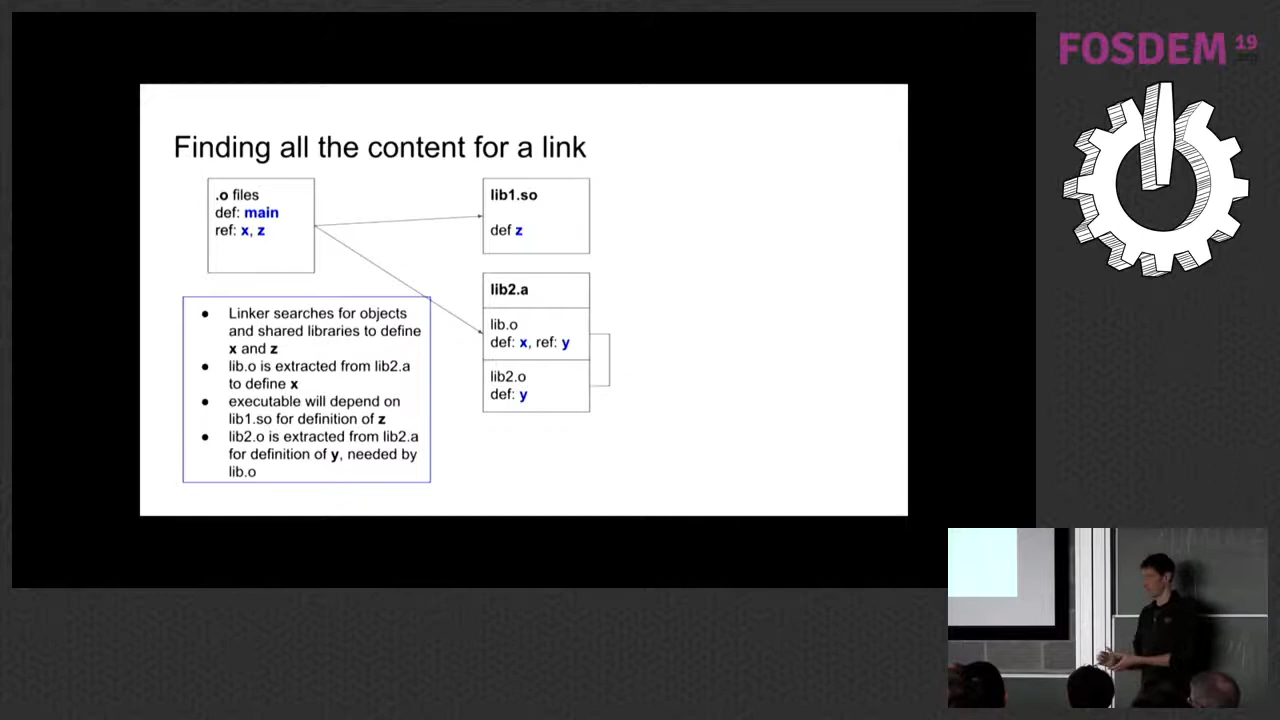 FOSDEM 19
Finding all the content for a link
.o files
def: main
ref: x, z
lib1.so
def z
lib2.a
lib.o
def: x, ref: y
lib2.o
def: y
● Linker searches for objects
and shared libraries to define
x and z
● lib.o is extracted from lib2.a
to define x
● executable will depend on
lib1.so for definition of z
● lib2.o is extracted from lib2.a
for definition of y, needed by
lib.o